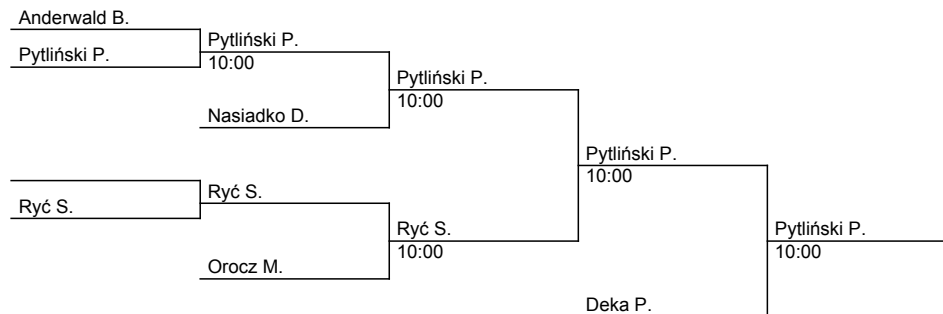 Anderwald B.
Pytliński P.
Pytliński P.
10:00
Pytliński P.
10:00
Nasiadko D.
Pytliński P.
10:00
Ryć S.
Ryć S.
Ryć S.
10:00
Pytliński P.
10:00
Orocz M.
Deka P.